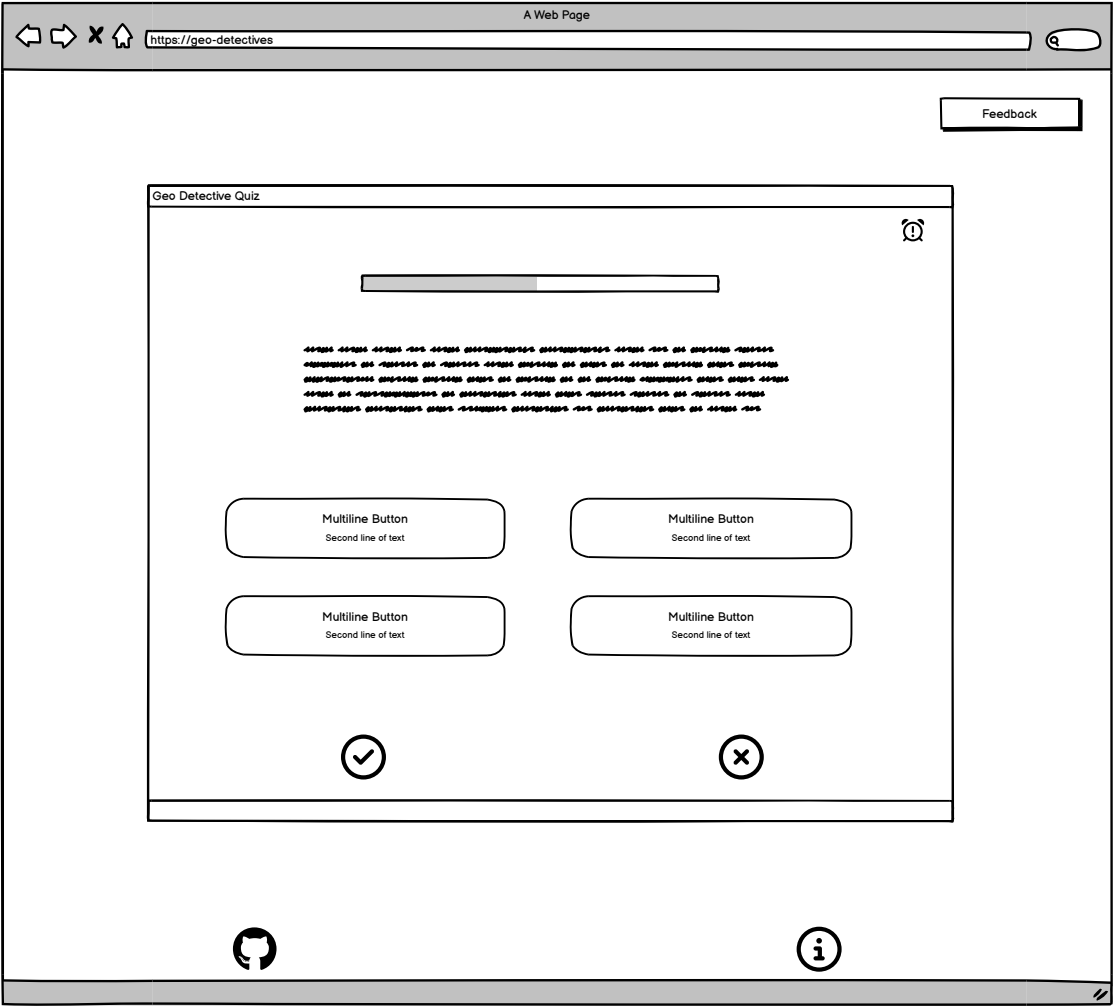 A Web Page
https://geo-detectives
Feedback
Geo Detective Quiz
Multiline Button
Second line of text
Multiline Button
Second line of text
Multiline Button
Second line of text
Multiline Button
Second line of text